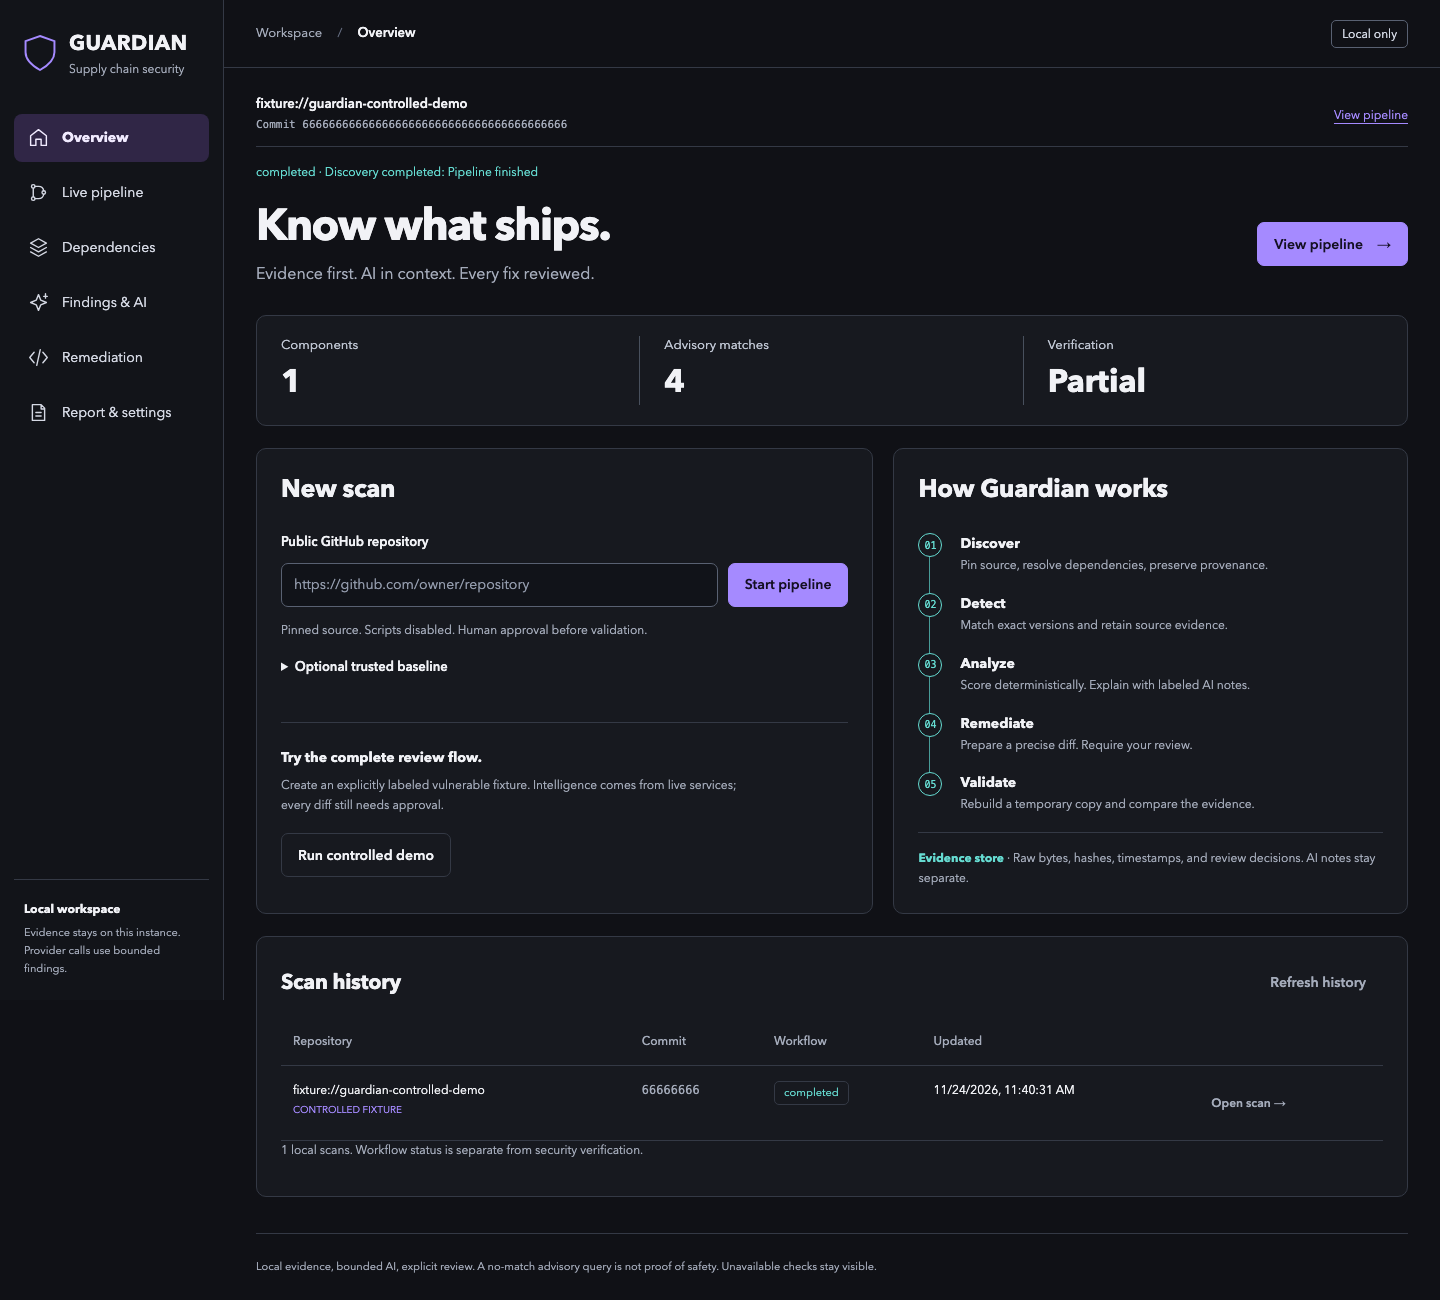 GUARDIAN
Supply chain security
Overview
Live pipeline
Dependencies
Findings & AI
Remediation
Report & settings
Local workspace
Evidence stays on this instance.
Provider calls use bounded
findings.
Workspace / Overview
Local only
fixture://guardian-controlled-demo
Commit 6666666666666666666666666666666666666666
View pipeline
completed · Discovery completed: Pipeline finished
Know what ships.
Evidence first. AI in context. Every fix reviewed.
View pipeline →
Components
1
Advisory matches
4
Verification
Partial
New scan
Public GitHub repository
https://github.com/owner/repository
Start pipeline
Pinned source. Scripts disabled. Human approval before validation.
Optional trusted baseline
Try the complete review flow.
Create an explicitly labeled vulnerable fixture. Intelligence comes from live services;
every diff still needs approval.
Run controlled demo
How Guardian works
01 Discover
Pin source, resolve dependencies, preserve provenance.
02 Detect
Match exact versions and retain source evidence.
03 Analyze
Score deterministically. Explain with labeled AI notes.
04 Remediate
Prepare a precise diff. Require your review.
05 Validate
Rebuild a temporary copy and compare the evidence.
Evidence store · Raw bytes, hashes, timestamps, and review decisions. AI notes stay
separate.
Scan history
Refresh history
Repository Commit Workflow Updated
fixture://guardian-controlled-demo 66666666 completed 11/24/2026, 11:40:31 AM
CONTROLLED FIXTURE
Open scan →
1 local scans. Workflow status is separate from security verification.
Local evidence, bounded AI, explicit review. A no-match advisory query is not proof of safety. Unavailable checks stay visible.